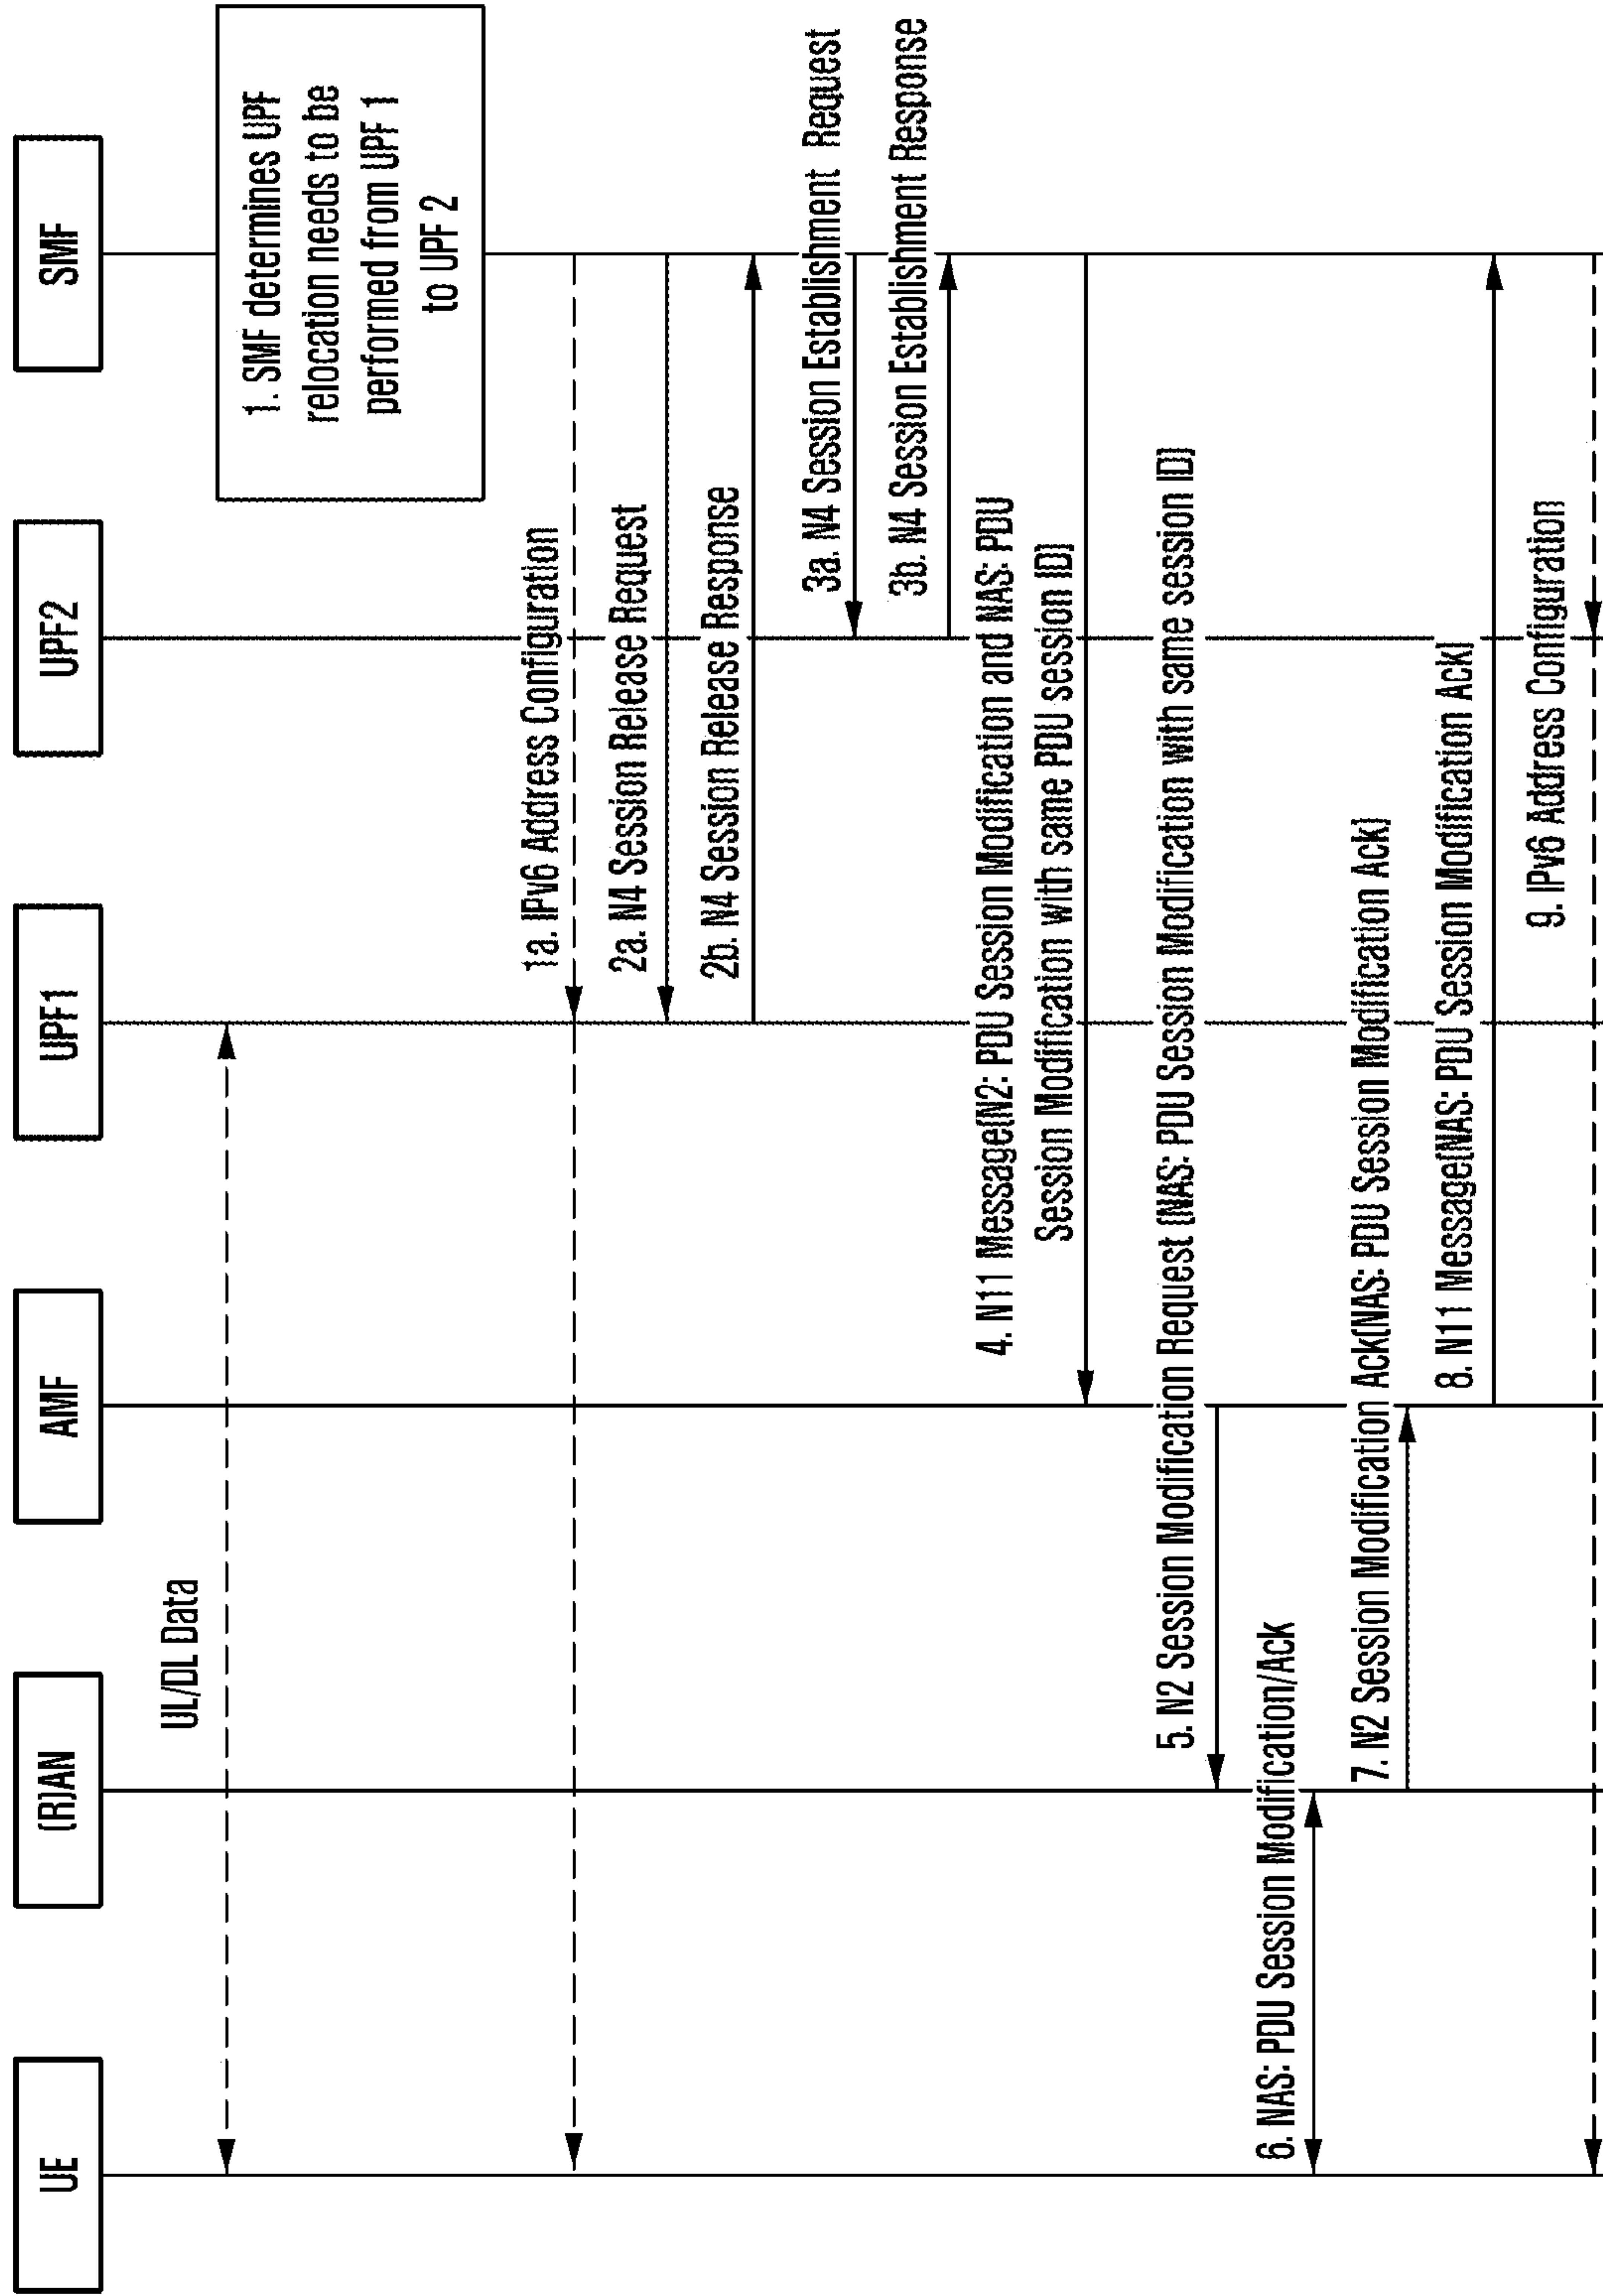 UE
(R)AN
AMF
UPF1
UPF2
SMF
UL/DL Data
1. SMF determines UPF
relocation needs to be
performed from UPF 1
to UPF 2
1a. IPv6 Address Configuration
2a. N4 Session Release Request
2b. N4 Session Release Response
3a. N4 Session Establishment Request
3b. N4 Session Establishment Response
4. N11 Message(N2: PDU Session Modification and NAS: PDU
Session Modification with same PDU session ID)
5. N2 Session Modification Request (NAS: PDU Session Modification with same session ID)
6. NAS: PDU Session Modification/Ack
7. N2 Session Modification Ack(NAS: PDU Session Modification Ack)
8. N11 Message(NAS: PDU Session Modification Ack)
9. IPv6 Address Configuration